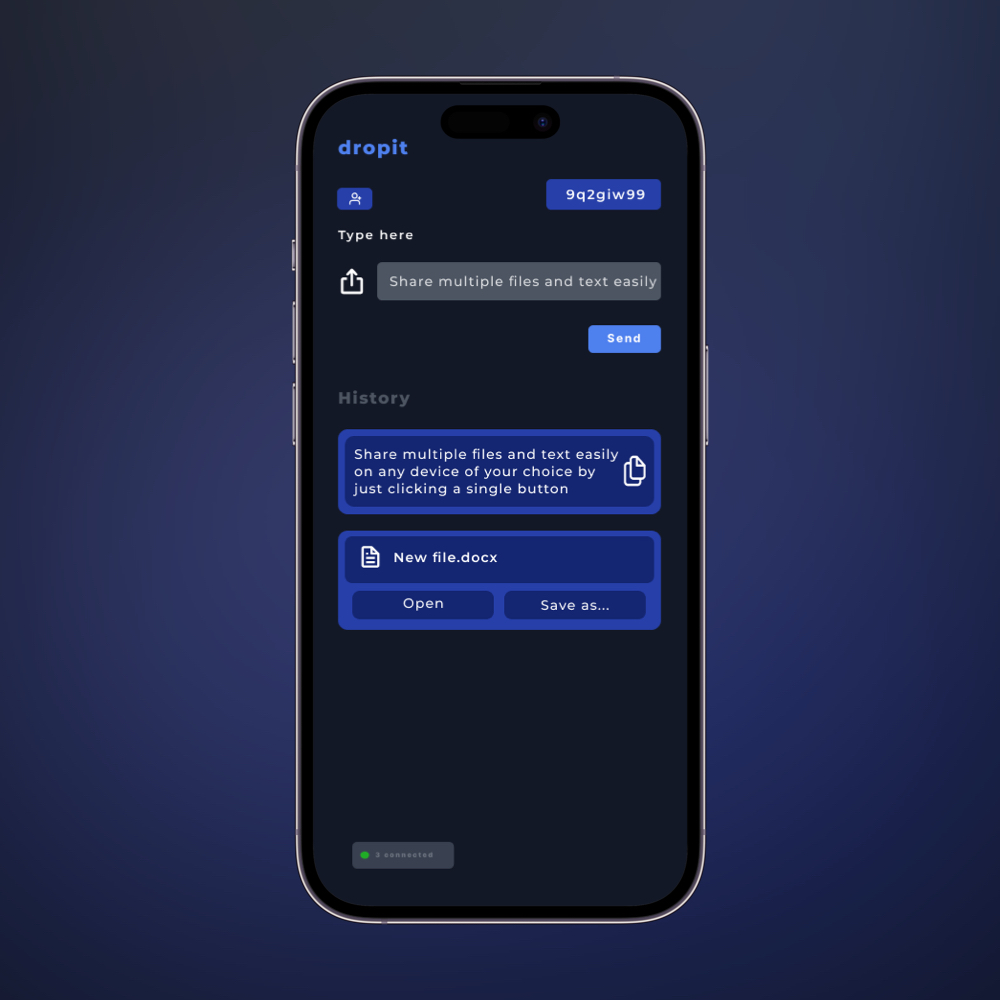 dropit
9q2giw99
Type here
Share multiple files and text easily
Send
History
Share multiple files and text easily
on any device of your choice by
just clicking a single button
New file.docx
Open
Save as...
3 connected